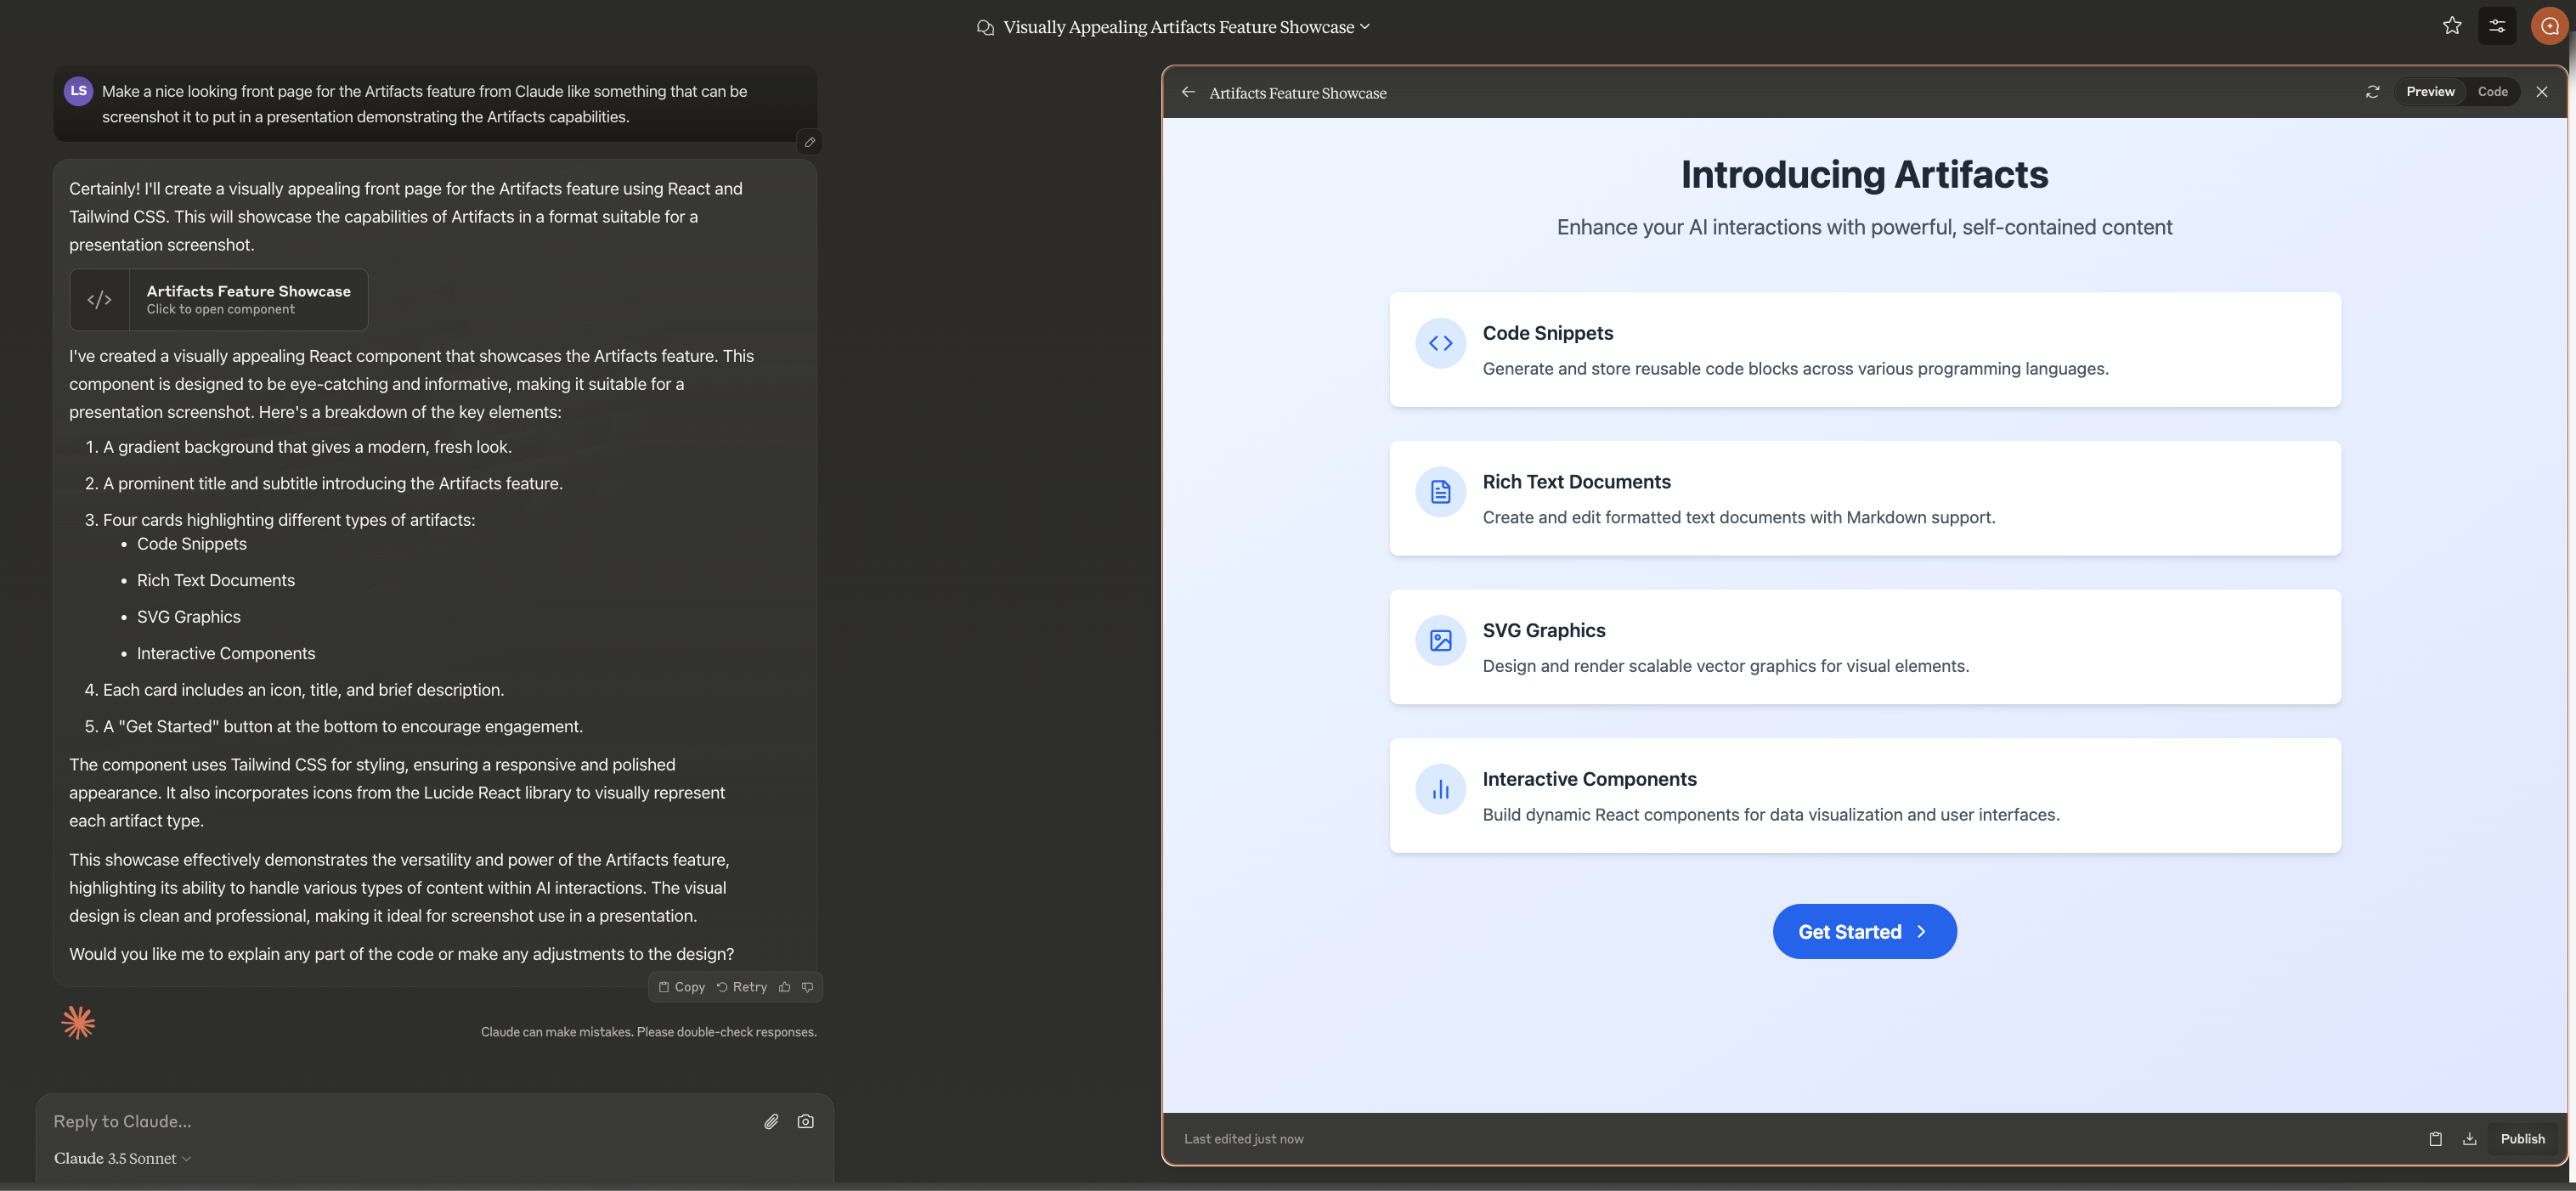 Visually Appealing Artifacts Feature Showcase
LS
Make a nice looking front page for the Artifacts feature from Claude like something that can be
screenshot it to put in a presentation demonstrating the Artifacts capabilities.
Certainly! I'll create a visually appealing front page for the Artifacts feature using React and
Tailwind CSS. This will showcase the capabilities of Artifacts in a format suitable for a
presentation screenshot.
Artifacts Feature Showcase
Click to open component
I've created a visually appealing React component that showcases the Artifacts feature. This
component is designed to be eye-catching and informative, making it suitable for a
presentation screenshot. Here's a breakdown of the key elements:
1. A gradient background that gives a modern, fresh look.
2. A prominent title and subtitle introducing the Artifacts feature.
3. Four cards highlighting different types of artifacts:
• Code Snippets
• Rich Text Documents
• SVG Graphics
• Interactive Components
4. Each card includes an icon, title, and brief description.
5. A "Get Started" button at the bottom to encourage engagement.
The component uses Tailwind CSS for styling, ensuring a responsive and polished
appearance. It also incorporates icons from the Lucide React library to visually represent
each artifact type.
This showcase effectively demonstrates the versatility and power of the Artifacts feature,
highlighting its ability to handle various types of content within AI interactions. The visual
design is clean and professional, making it ideal for screenshot use in a presentation.
Would you like me to explain any part of the code or make any adjustments to the design?
Copy Retry
Claude can make mistakes. Please double-check responses.
Reply to Claude...
Claude 3.5 Sonnet
Artifacts Feature Showcase
Preview Code
Introducing Artifacts
Enhance your AI interactions with powerful, self-contained content
Code Snippets
Generate and store reusable code blocks across various programming languages.
Rich Text Documents
Create and edit formatted text documents with Markdown support.
SVG Graphics
Design and render scalable vector graphics for visual elements.
Interactive Components
Build dynamic React components for data visualization and user interfaces.
Get Started
Last edited just now
Publish